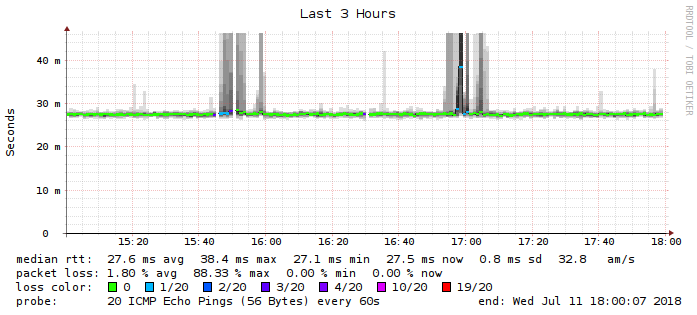 Last 3 Hours
RRDTOOL / TOBI OETIKER
Seconds
40 m
30 m
20 m
10 m
0
15:20 15:40 16:00 16:20 16:40 17:00 17:20 17:40 18:00
median rtt: 27.6 ms avg 38.4 ms max 27.1 ms min 27.5 ms now 0.8 ms sd 32.8 am/s
packet loss: 1.80 % avg 88.33 % max 0.00 % min 0.00 % now
loss color: 0 1/20 2/20 3/20 4/20 10/20 19/20
probe: 20 ICMP Echo Pings (56 Bytes) every 60s end: Wed Jul 11 18:00:07 2018